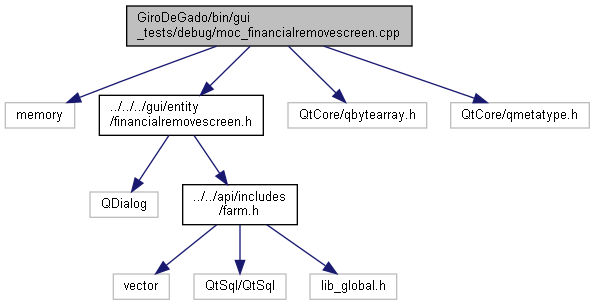 GiroDeGado/bin/gui
_tests/debug/moc_financialremovescreen.cpp
memory
../../../gui/entity
/financialremovescreen.h
QtCore/qbytearray.h
QtCore/qmetatype.h
QDialog
../../api/includes
/farm.h
vector
QtSql/QtSql
lib_global.h